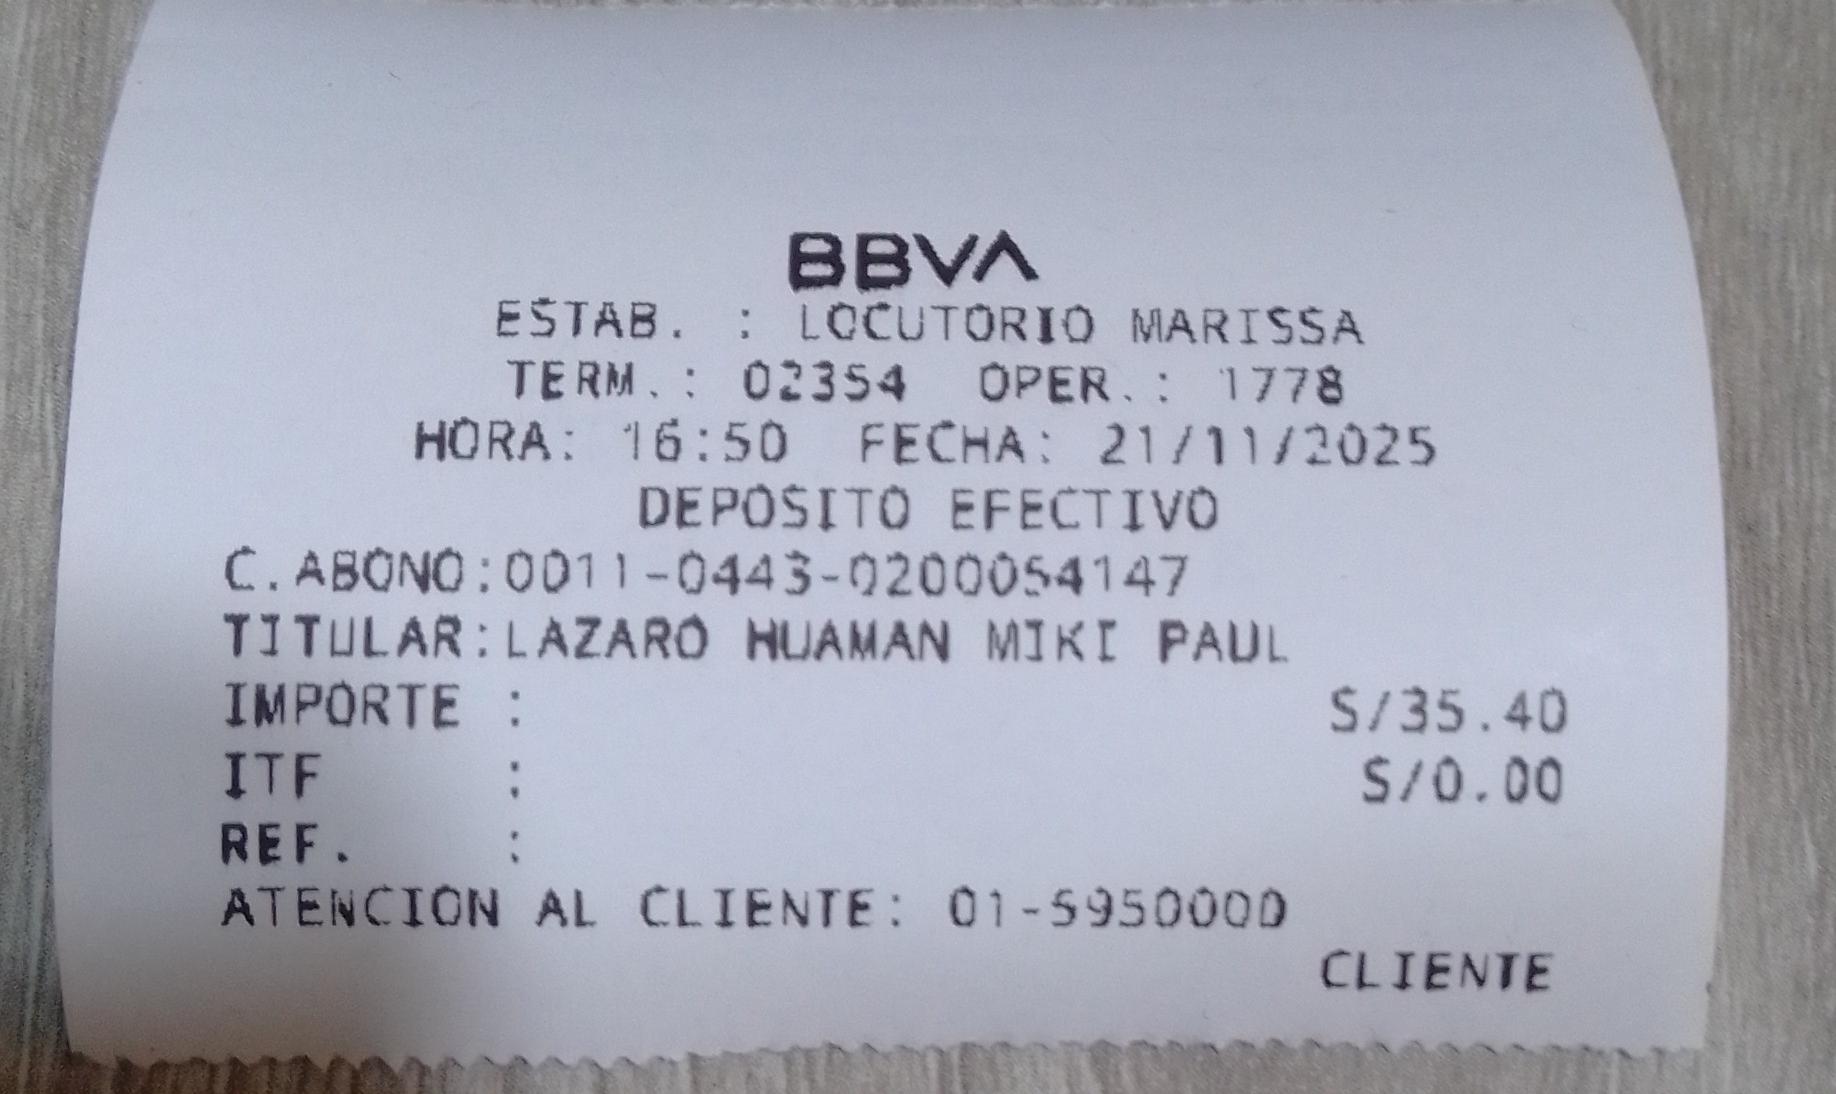 BBVA
ESTAB. : LOCUTORIO MARISSA
TERM.: 02354 OPER.: 1778
HORA: 16:50 FECHA: 21/11/2025
DEPOSITO EFECTIVO
C.ABONO:0011-0443-0200054147
TITULAR:LAZARO HUAMAN MIKI PAUL
IMPORTE : S/35.40
ITF : S/0.00
REF. :
ATENCION AL CLIENTE: 01-5950000
CLIENTE